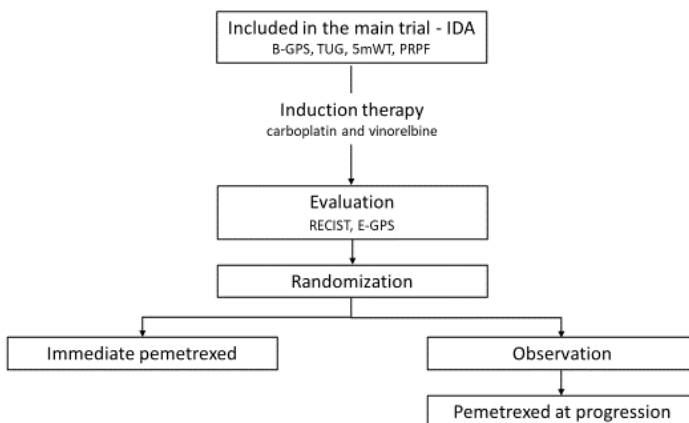 Included in the main trial - IDA
B-GPS, TUG, 5mWT, PRPF
Induction therapy
carboplatin and vinorelbine
Evaluation
RECIST, E-GPS
Randomization
Immediate pemetrexed
Observation
Pemetrexed at progression